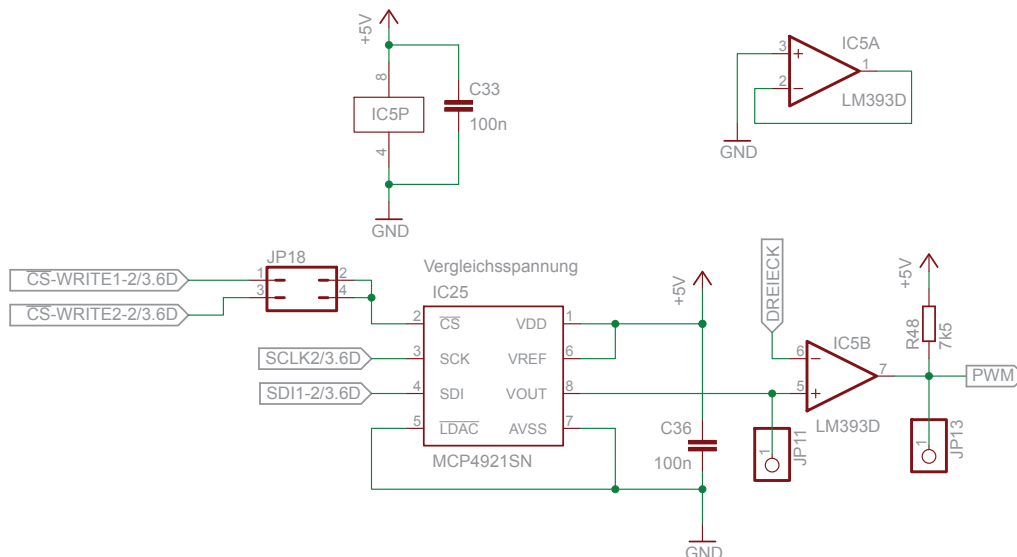 +5V
8
IC5P
4
C33
100n
GND
3
2
1
IC5A
LM393D
GND
CS-WRITE1-2/3.6D
CS-WRITE2-2/3.6D
JP18
1
2
3
4
Vergleichsspannung
IC25
2
CS
VDD
1
SCLK2/3.6D
3
SCK
VREF
6
SDI1-2/3.6D
4
SDI
VOUT
8
5
LDAC
AVSS
7
MCP4921SN
+5V
C36
100n
GND
DREIECK
6
5
7
IC5B
LM393D
1
JP11
+5V
R48
7k5
PWM
1
JP13